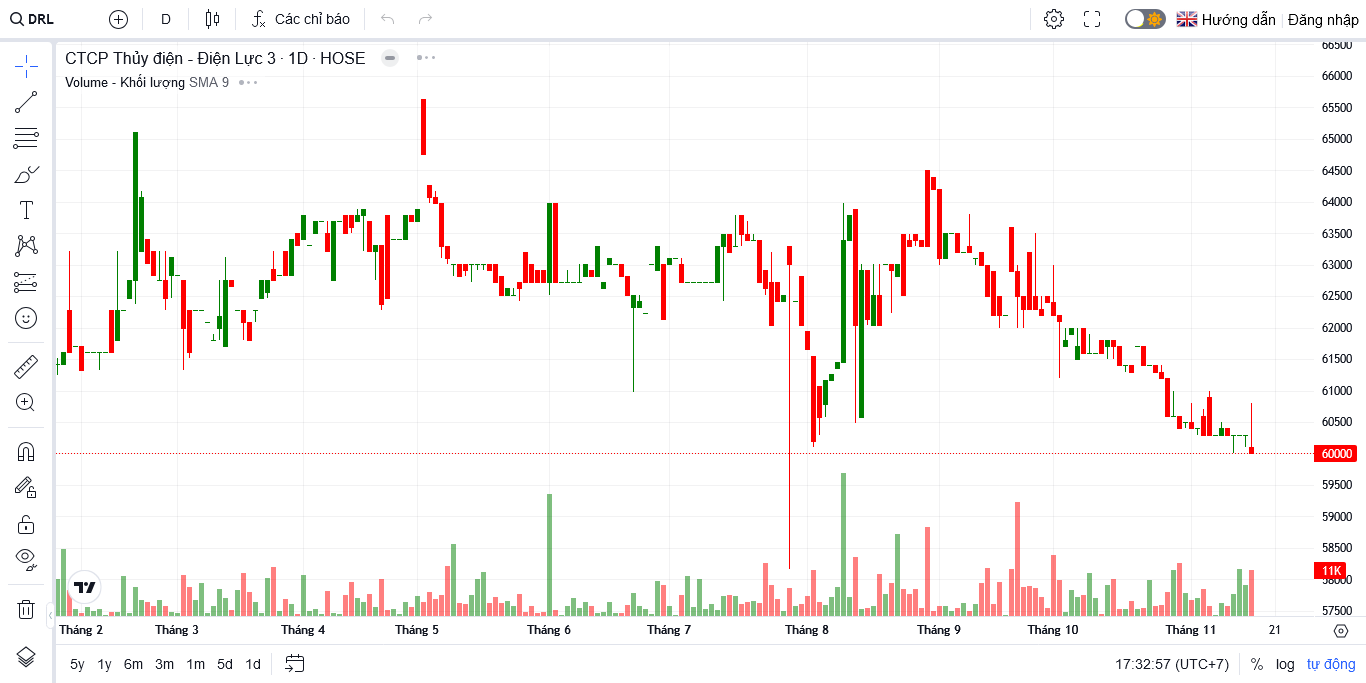 DRL
D
Các chỉ báo
Hướng dẫn
Đăng nhập
CTCP Thủy điện - Điện Lực 3 · 1D · HOSE
Volume - Khối lượng SMA 9
66500
66000
65500
65000
64500
64000
63500
63000
62500
62000
61500
61000
60500
60000
59500
59000
58500
11K
58000
57500
Tháng 2
Tháng 3
Tháng 4
Tháng 5
Tháng 6
Tháng 7
Tháng 8
Tháng 9
Tháng 10
Tháng 11
21
5y 1y 6m 3m 1m 5d 1d
17:32:57 (UTC+7)
% log tự động